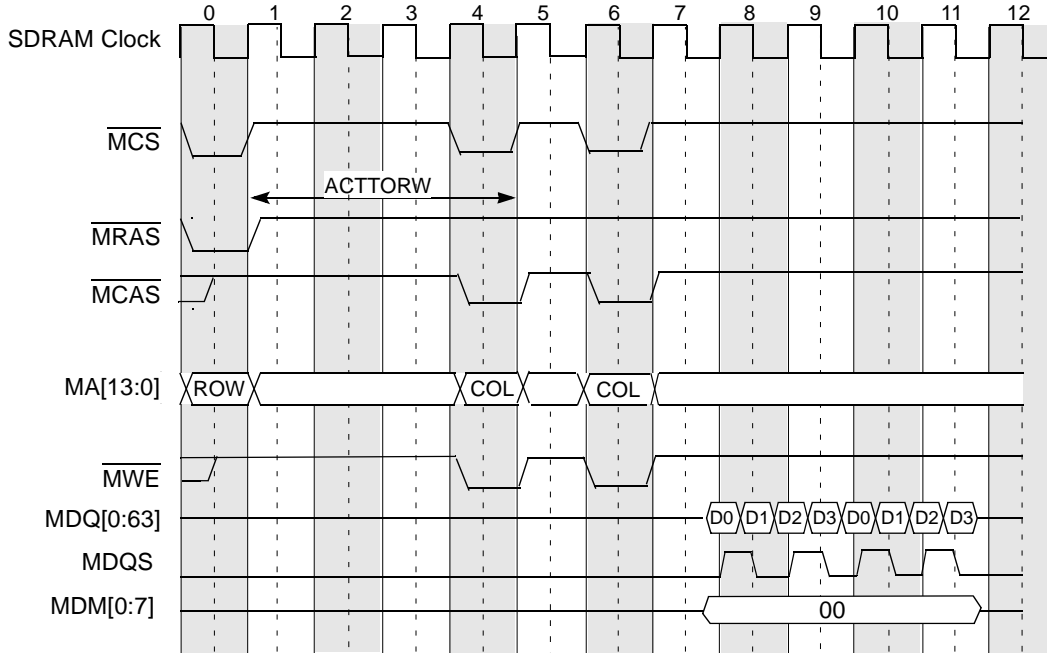 0 1 2 3 4 5 6 7 8 9 10 11 12
SDRAM Clock
MCS
ACTTORW
MRAS
MCAS
MA[13:0] ROW COL COL
MWE
MDQ[0:63] D0 D1 D2 D3 D0 D1 D2 D3
MDQS
MDM[0:7] 00